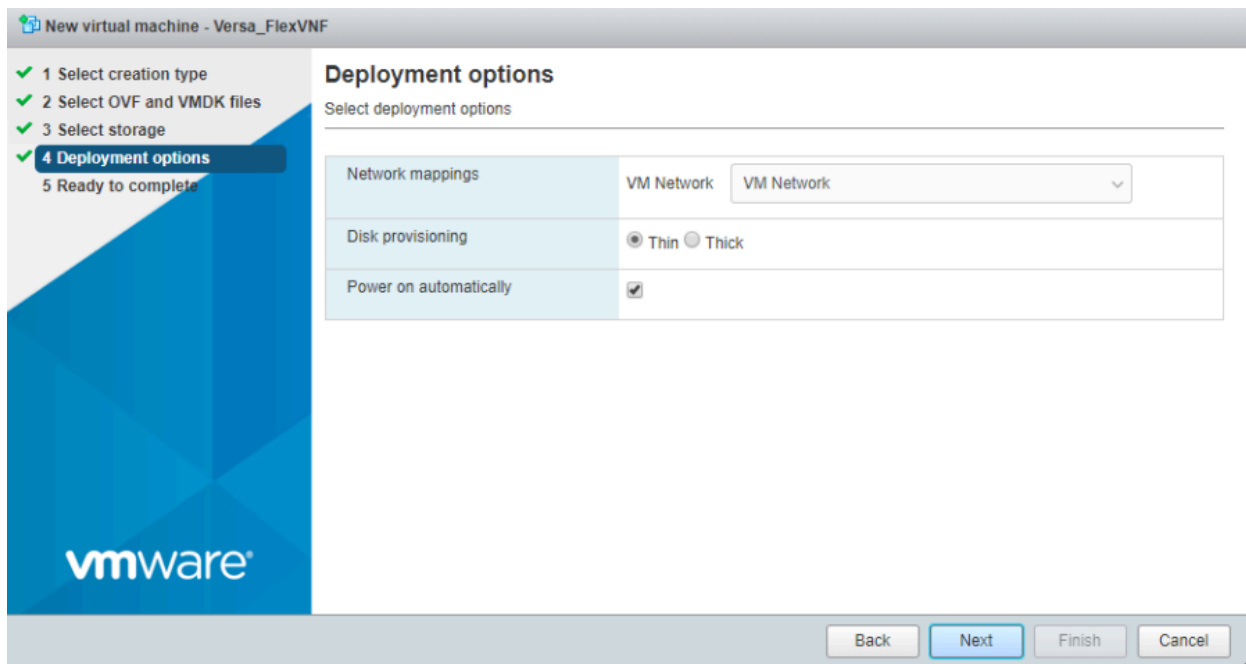 New virtual machine - Versa_FlexVNF
1 Select creation type
2 Select OVF and VMDK files
3 Select storage
4 Deployment options
5 Ready to complete
vmware®
Deployment options
Select deployment options
Network mappings
VM Network VM Network
Disk provisioning
Thin Thick
Power on automatically
Back Next Finish Cancel